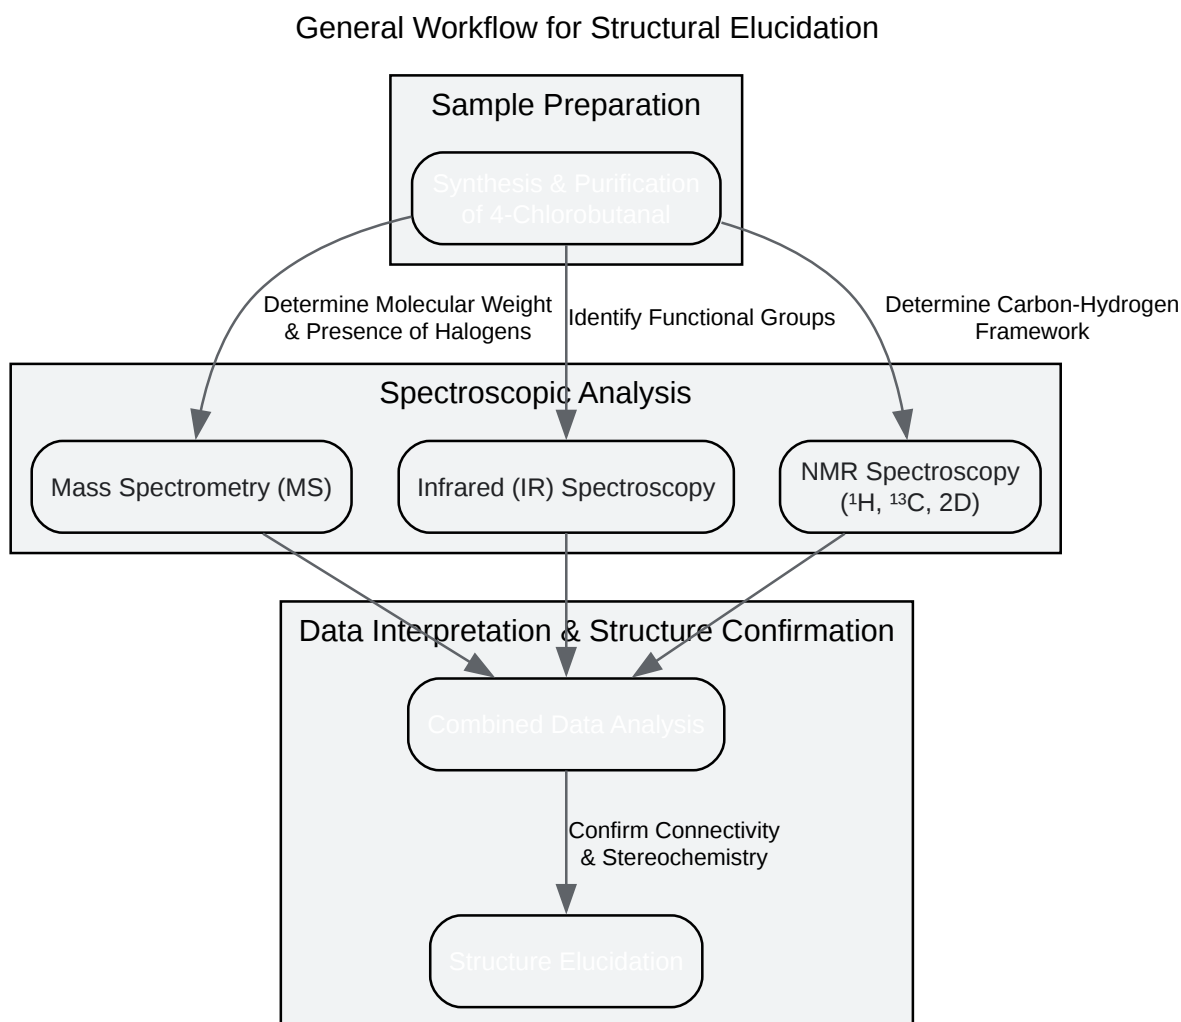 General Workflow for Structural Elucidation
Sample Preparation
Synthesis & Purification
of 4-Chlorobutanal
Determine Molecular Weight
& Presence of Halogens
Identify Functional Groups
Determine Carbon-Hydrogen
Framework
Spectroscopic Analysis
Mass Spectrometry (MS)
Infrared (IR) Spectroscopy
NMR Spectroscopy
(¹H, ¹³C, 2D)
Data Interpretation & Structure Confirmation
Combined Data Analysis
Confirm Connectivity
& Stereochemistry
Structure Elucidation